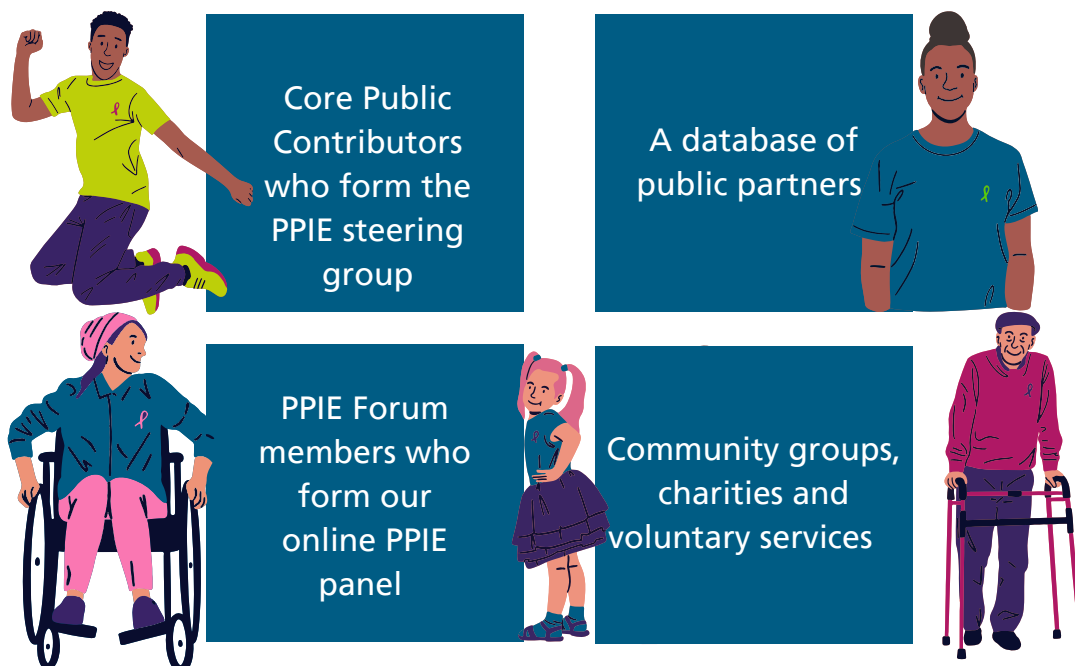 Core Public
Contributors
who form the
PPIE steering
group
A database of
public partners
PPIE Forum
members who
form our
online PPIE
panel
Community groups,
charities and
voluntary services